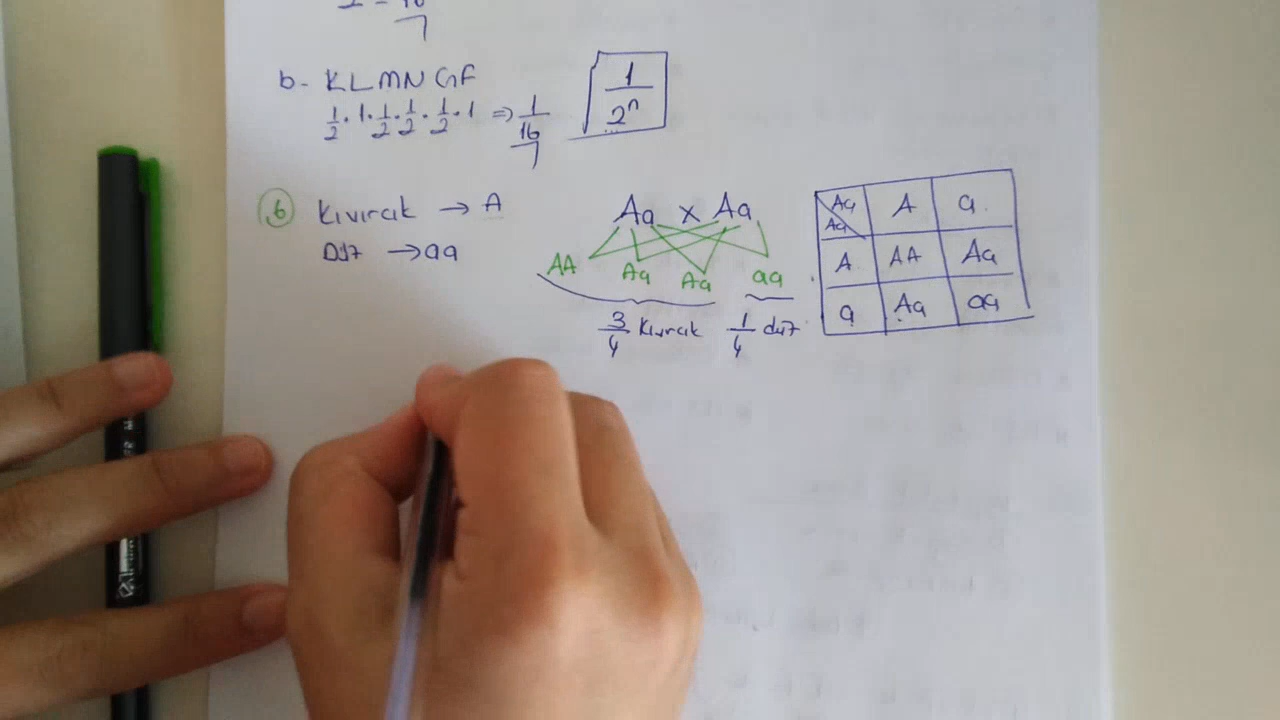 b- KLMNGF
1/2 . 1 . 1/2 . 1/2 . 1/2 . 1 ⇒ 1/16
1/2ⁿ
6 Kıvırcık → A
Düz → aa
Aa x Aa
AA Aa Aa aa
3/4 Kıvırcık 1/4 düz
Aa Aa A a
A AA Aa
a Aa aa